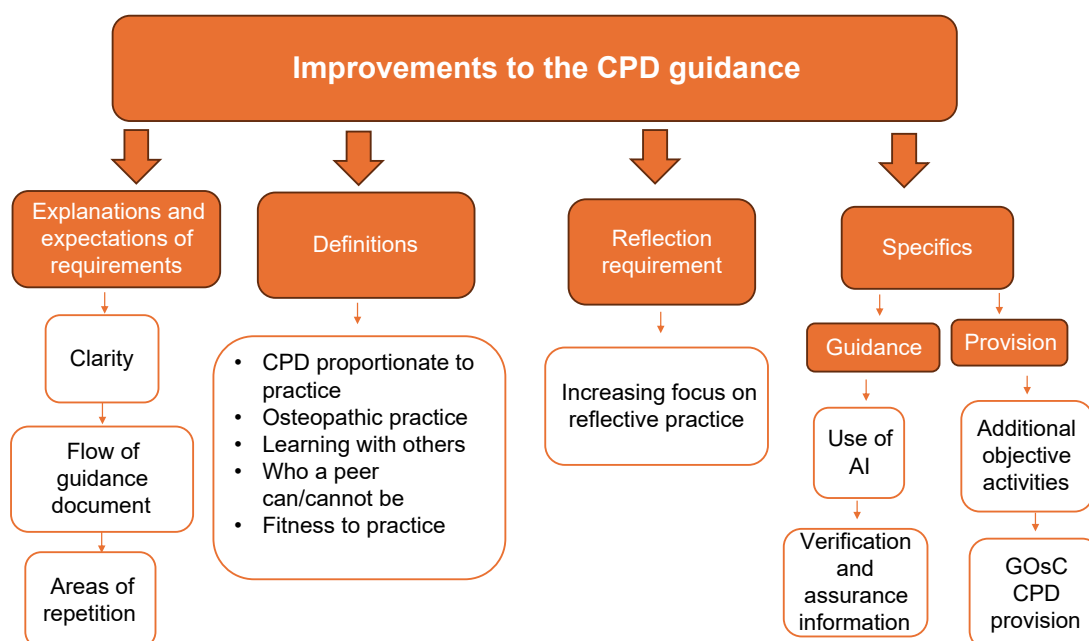 Improvements to the CPD guidance
Explanations and
expectations of
requirements
Clarity
Flow of
guidance
document
Areas of
repetition
Definitions
• CPD proportionate to
practice
• Osteopathic practice
• Learning with others
• Who a peer
can/cannot be
• Fitness to practice
Reflection
requirement
Increasing focus on
reflective practice
Specifics
Guidance
Use of
AI
Verification
and
assurance
information
Provision
Additional
objective
activities
GOsC
CPD
provision